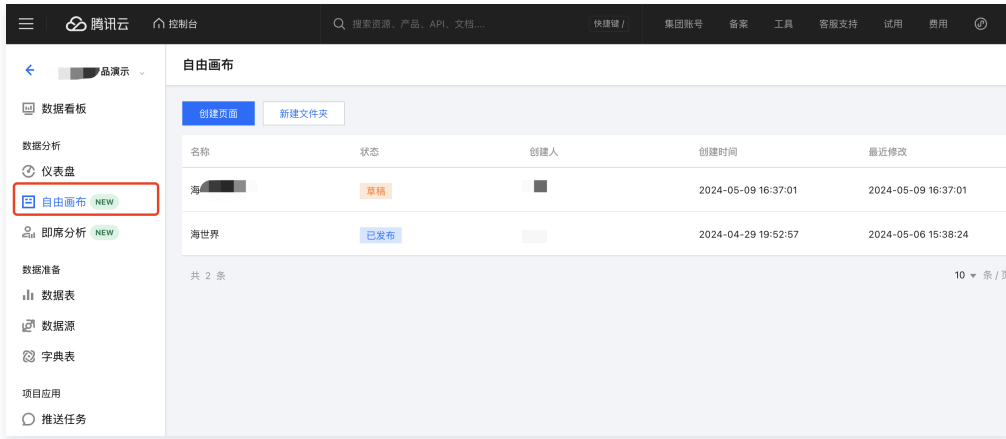 腾讯云 控制台 搜索资源、产品、API、文档.... 快捷键 / 集团账号 备案 工具 客服支持 试用 费用
品演示
自由画布
数据看板
创建页面 新建文件夹
数据分析
名称 状态 创建人 创建时间 最近修改
仪表盘
海 草稿 2024-05-09 16:37:01 2024-05-09 16:37:01
自由画布 NEW
即席分析 NEW
海世界 已发布 2024-04-29 19:52:57 2024-05-06 15:38:24
数据准备
共 2 条 10 条 / 页
数据表
数据源
字典表
项目应用
推送任务